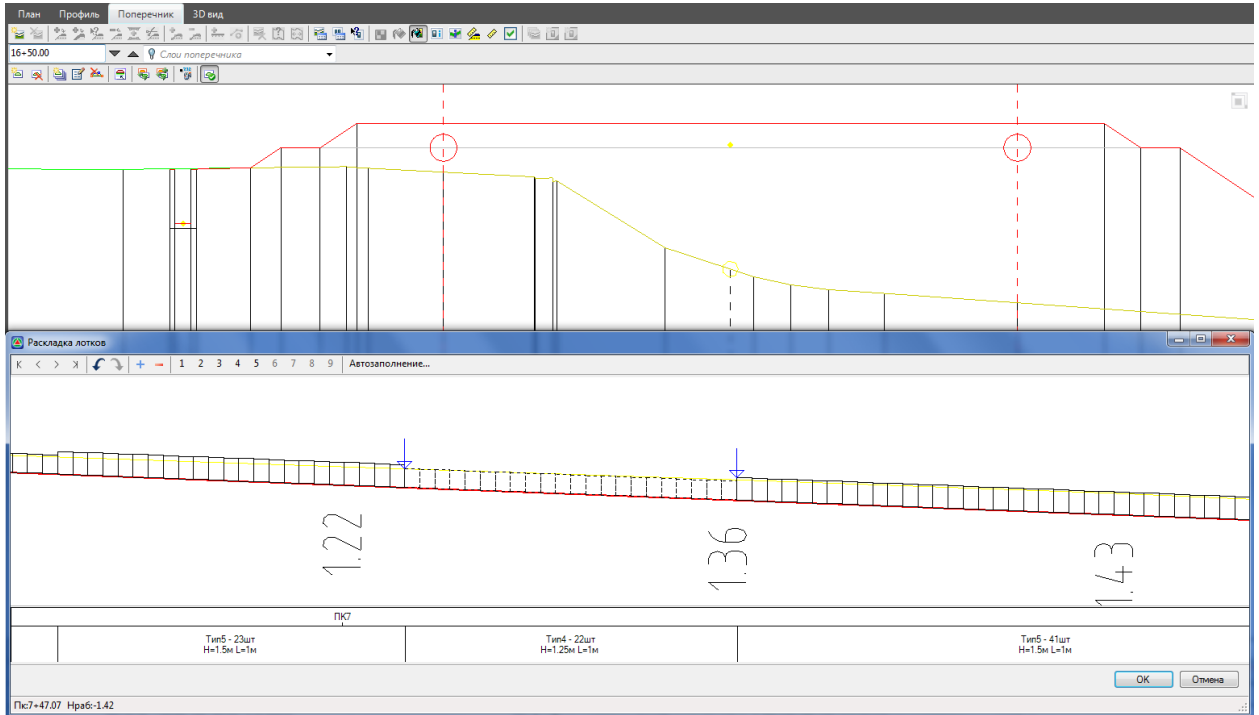 План Профиль Поперечник 3D вид
16+50.00 Слои поперечника
Раскладка лотков
1 2 3 4 5 6 7 8 9 Автозаполнение...
1.22
1.36
1.43
ПК7
Тип5 - 23шт
H=1.5м L=1м
Тип4 - 22шт
H=1.25м L=1м
Тип5 - 41шт
H=1.5м L=1м
OK Отмена
Пк:7+47.07 Нраб:-1.42